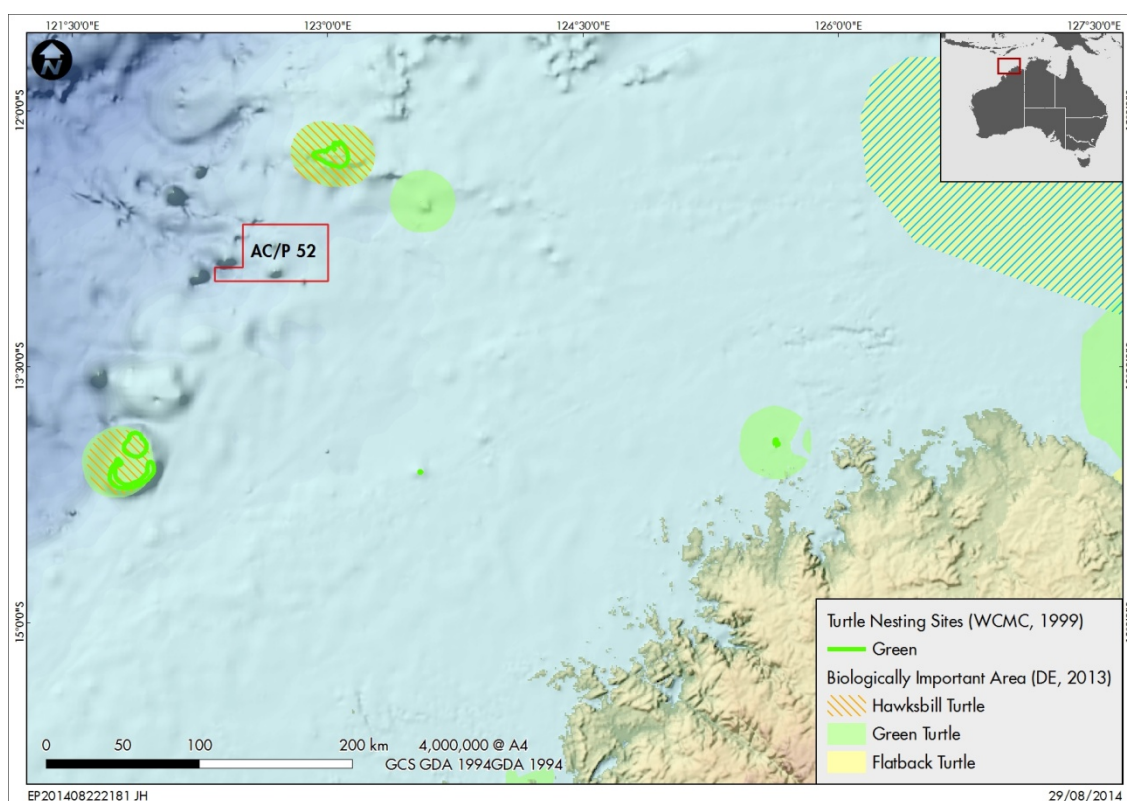 121°30'0"E 123°0'0"E 124°30'0"E 126°0'0"E 127°30'0"E
N
12°0'0"S
AC/P 52
13°30'0"S
15°0'0"S
Turtle Nesting Sites (WCMC, 1999)
Green
Biologically Important Area (DE, 2013)
Hawksbill Turtle
Green Turtle
Flatback Turtle
0 50 100 200 km 4,000,000 @ A4
GCS GDA 1994GDA 1994
EP201408222181 JH 29/08/2014